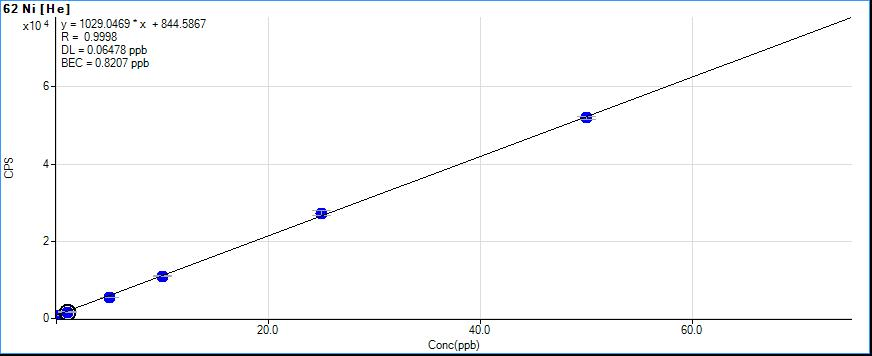 62 Ni [He]
x10 4
y = 1029.0469 * x + 844.5867
R = 0.9998
DL = 0.06478 ppb
BEC = 0.8207 ppb
6
4
CPS
2
0
20.0 40.0 60.0
Conc(ppb)